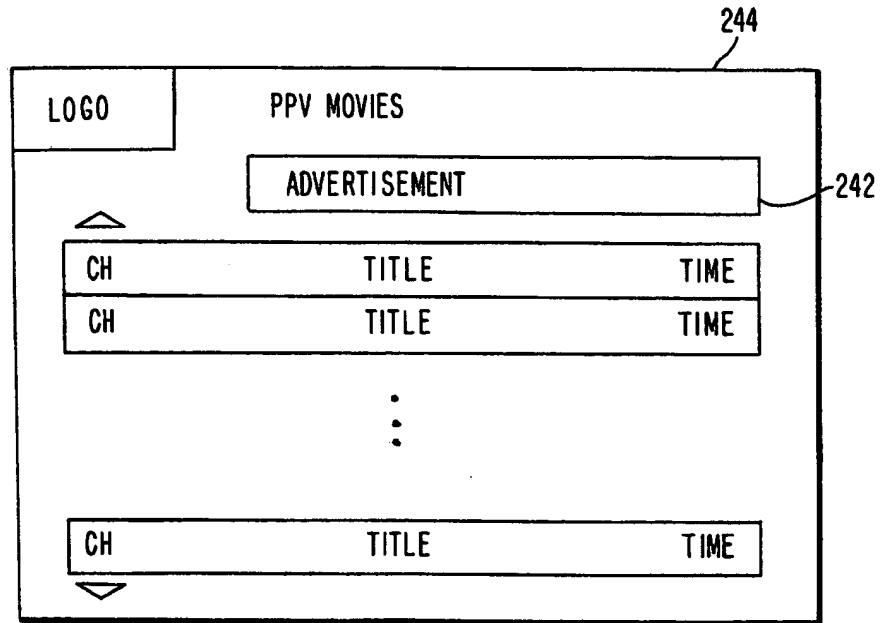 244
LOGO PPV MOVIES
ADVERTISEMENT
242
CH TITLE TIME
CH TITLE TIME
CH TITLE TIME